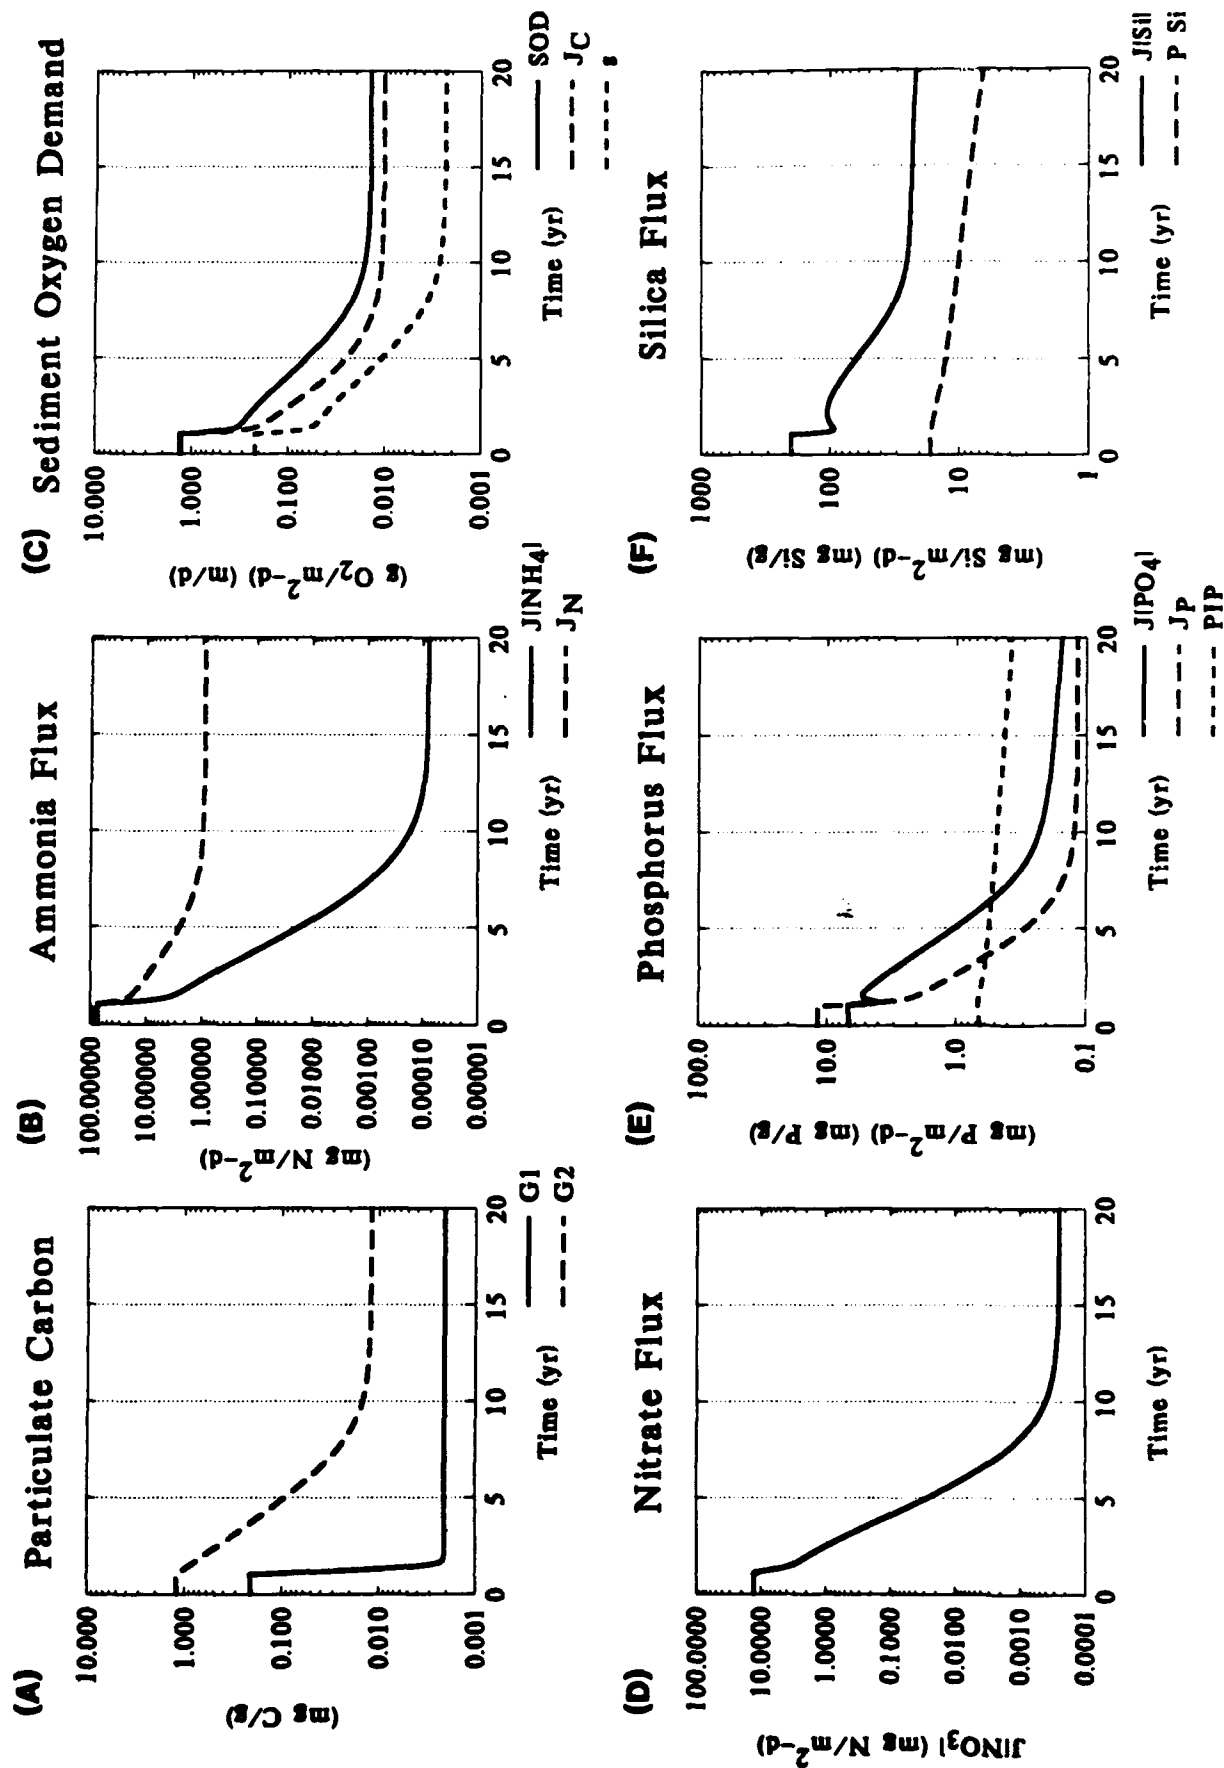 (A) Particulate Carbon
10.000
1.000
0.100
0.010
0.001
(mg C/g)
0 5 10 15 20
Time (yr)
G1
G2
(B) Ammonia Flux
100.00000
10.00000
1.00000
0.10000
0.01000
0.00100
0.00010
0.00001
(mg N/m²-d)
0 5 10 15 20
Time (yr)
J[NH₄]
J_N
(C) Sediment Oxygen Demand
10.000
1.000
0.100
0.010
0.001
(g O₂/m²-d) (m/d)
0 5 10 15 20
Time (yr)
SOD
J_C
s
(D) Nitrate Flux
100.0000
10.0000
1.0000
0.1000
0.0100
0.0010
0.0001
J[NO₃] (mg N/m²-d)
0 5 10 15 20
Time (yr)
(E) Phosphorus Flux
100.0
10.0
1.0
0.1
(mg P/m²-d) (mg P/g)
0 5 10 15 20
Time (yr)
J[PO₄]
J_P
PIP
(F) Silica Flux
1000
100
10
1
(mg Si/m²-d) (mg Si/g)
0 5 10 15 20
Time (yr)
J[Si]
P Si